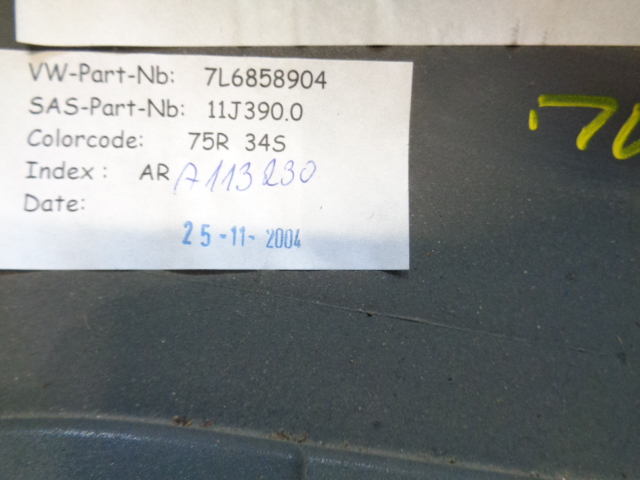 VW-Part-Nb: 7L6858904
SAS-Part-Nb: 11J390.0
Colorcode: 75R 34S
Index : AR A113230
Date:
25-11-2004